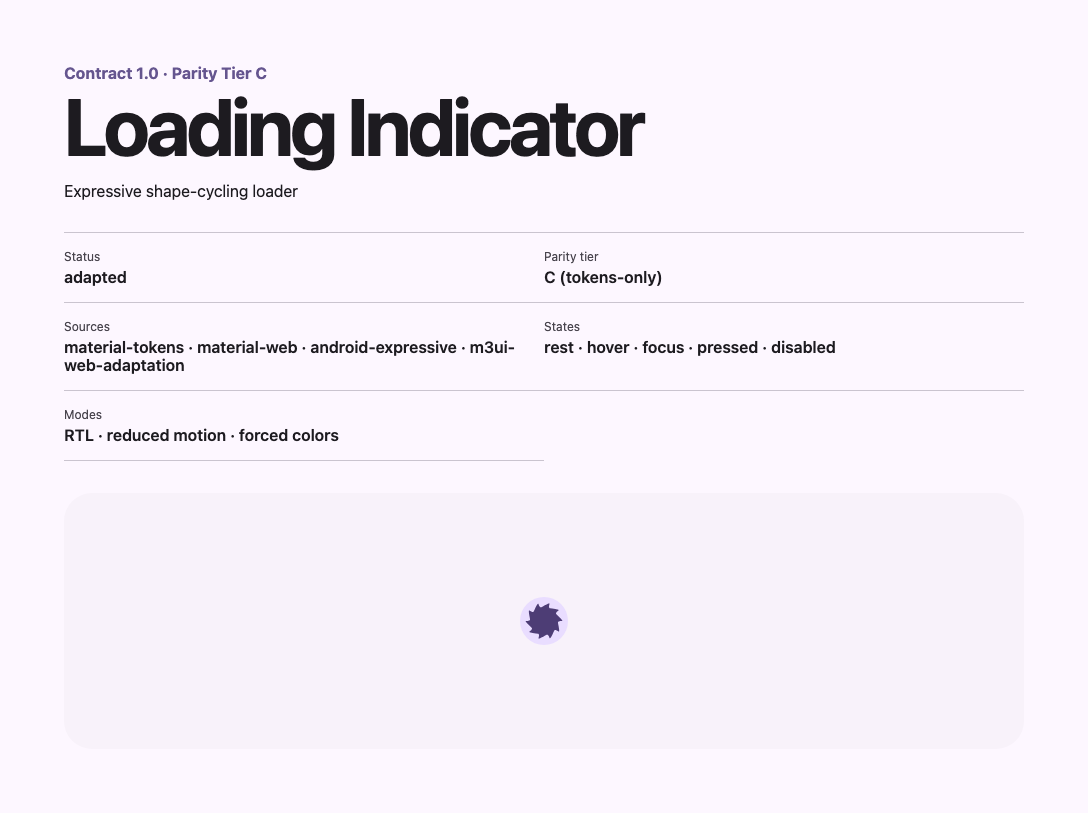 Contract 1.0 · Parity Tier C
Loading Indicator
Expressive shape-cycling loader
Status
adapted
Parity tier
C (tokens-only)
Sources
material-tokens · material-web · android-expressive · m3ui-
web-adaptation
States
rest · hover · focus · pressed · disabled
Modes
RTL · reduced motion · forced colors